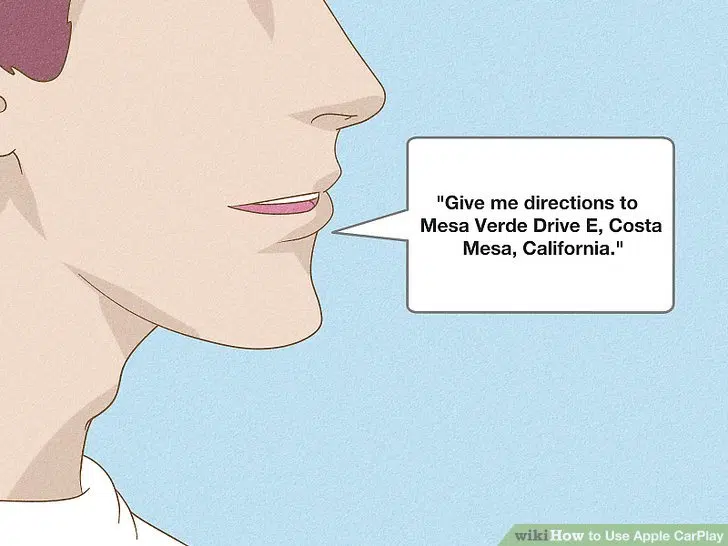 "Give me directions to
Mesa Verde Drive E, Costa
Mesa, California."
wikiHow to Use Apple CarPlay